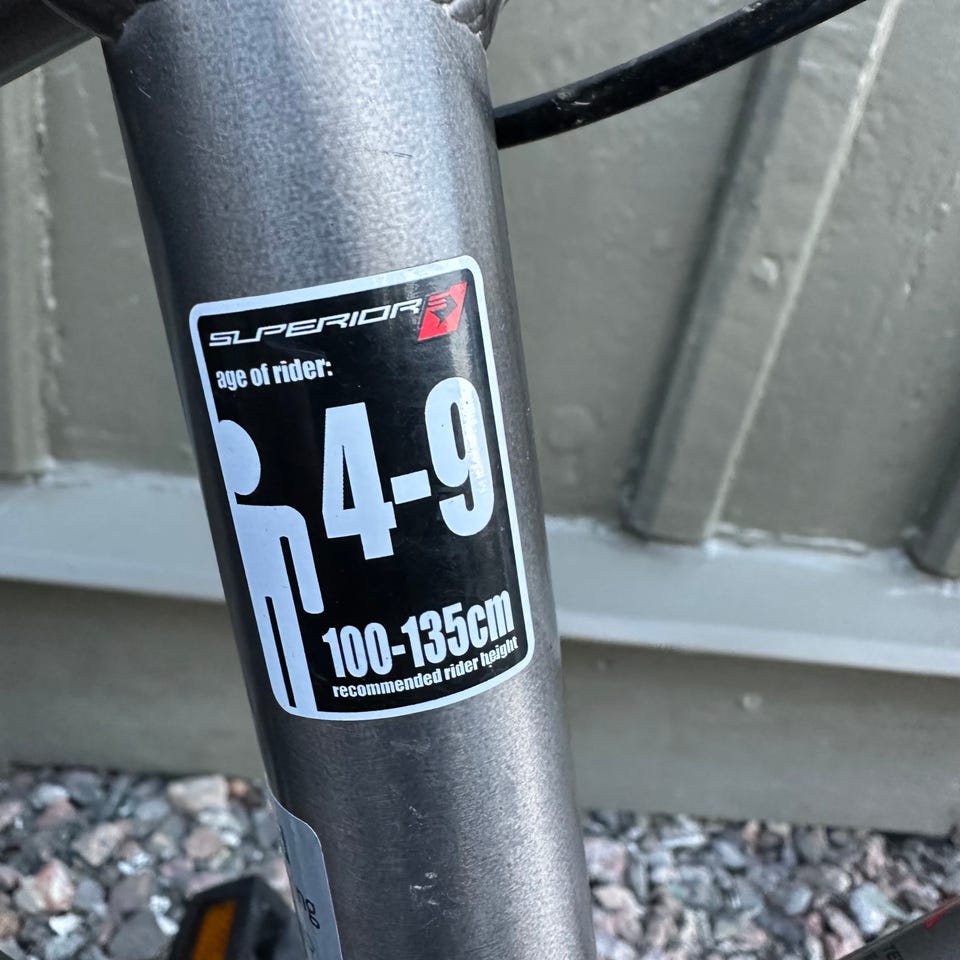 SUPERIOR
age of rider:
4-9
100-135cm
recommended rider height